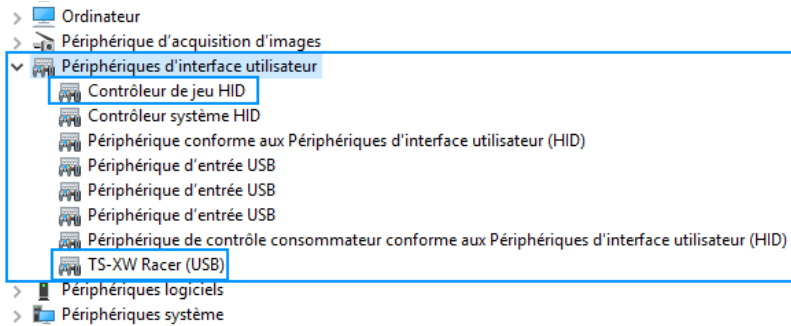 Ordinateur
Périphérique d’acquisition d’images
Périphériques d'interface utilisateur
Contrôleur de jeu HID
Contrôleur système HID
Périphérique conforme aux Périphériques d'interface utilisateur (HID)
Périphérique d’entrée USB
Périphérique d’entrée USB
Périphérique d’entrée USB
Périphérique de contrôle consommateur conforme aux Périphériques d'interface utilisateur (HID)
TS-XW Racer (USB)
Périphériques logiciels
Périphériques système